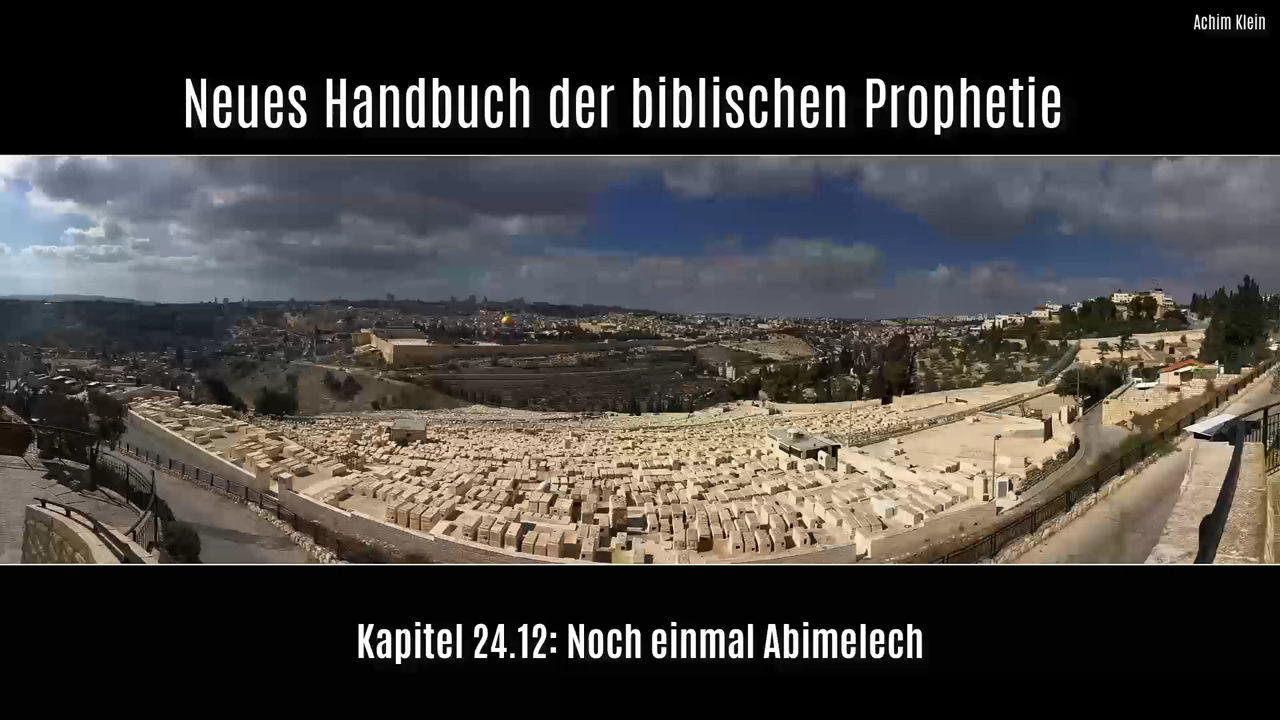 Achim Klein
Neues Handbuch der biblischen Prophetie
Kapitel 24.12: Noch einmal Abimelech